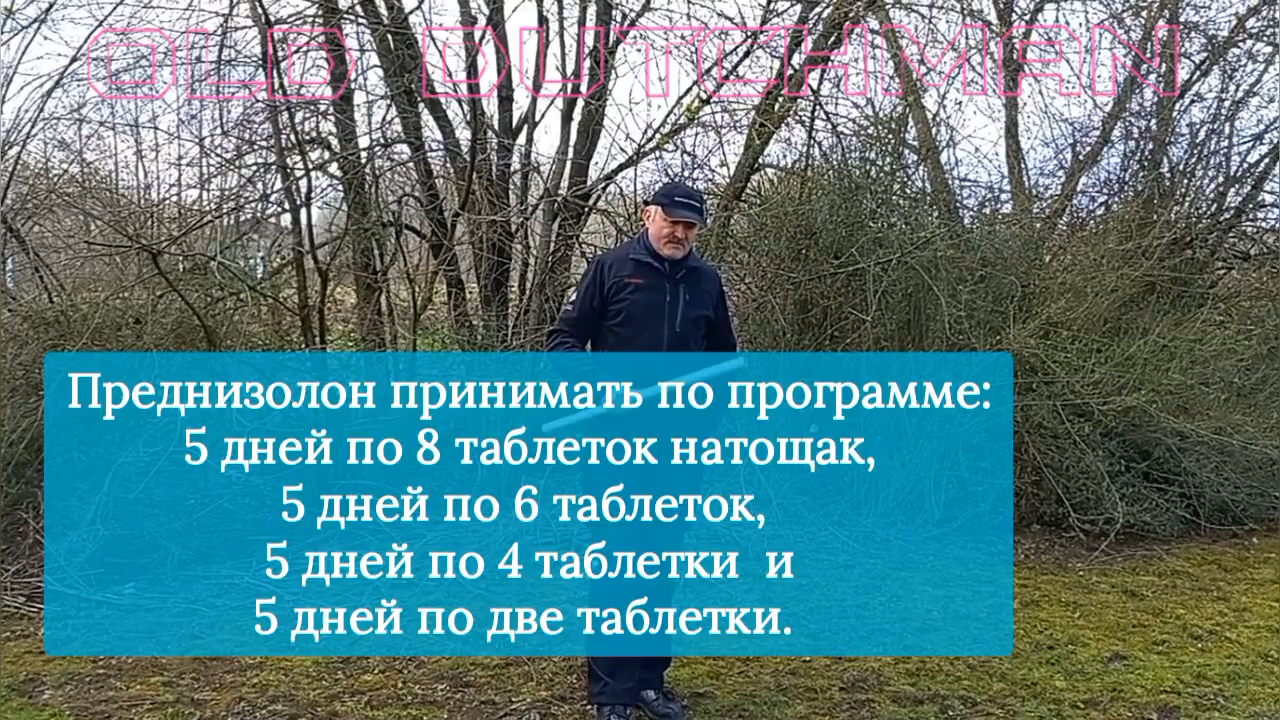 OLD DUTCHMAN
Преднизолон принимать по программе:
5 дней по 8 таблеток натощак,
5 дней по 6 таблеток,
5 дней по 4 таблетки и
5 дней по две таблетки.